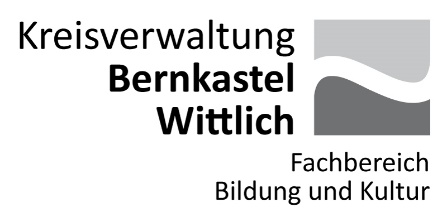 Kreisverwaltung
Bernkastel
Wittlich
Fachbereich
Bildung und Kultur